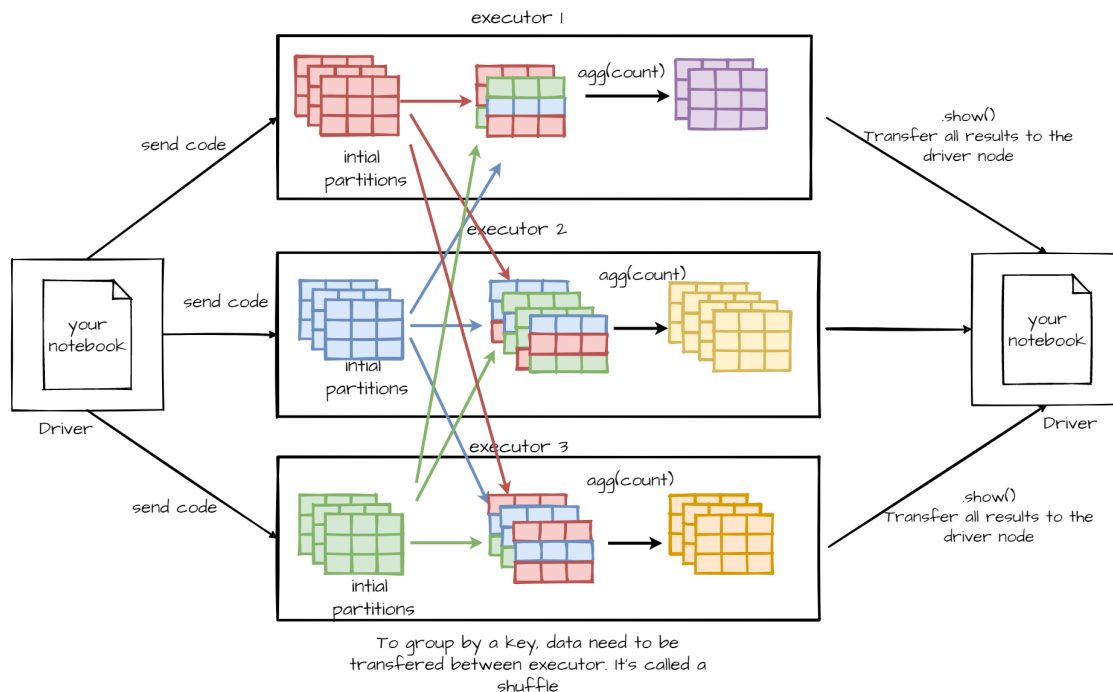 executor 1
agg(count)
.show()
Transfer all results to the
driver node
send code
intial
partitions
executor 2
agg(count)
send code
your
notebook
intial
partitions
your
notebook
Driver
Driver
executor 3
agg(count)
send code
.show()
Transfer all results to the
driver node
intial
partitions
To group by a key, data need to be
transfered between executor. It's called a
shuffle